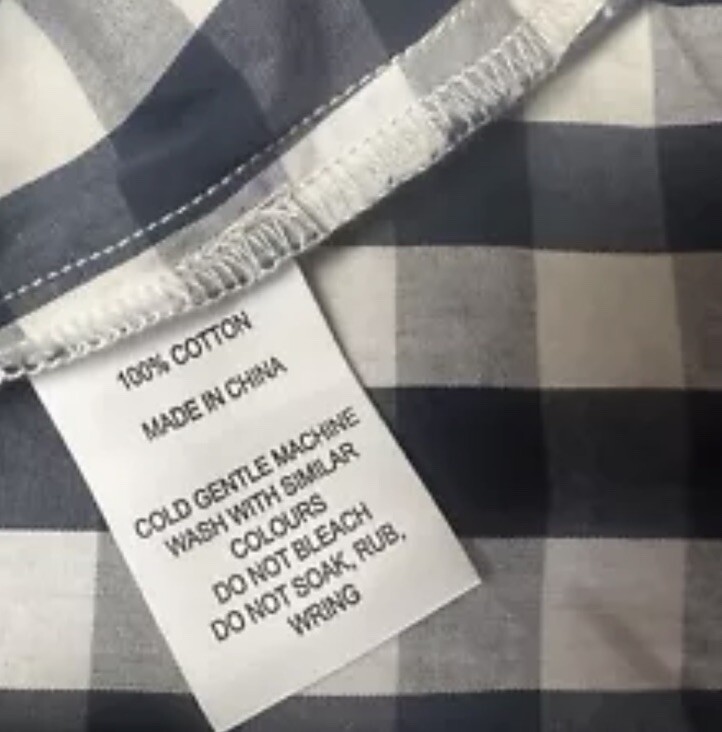 100% COTTON
MADE IN CHINA
COLD GENTLE MACHINE
WASH WITH SIMILAR
COLOURS
DO NOT BLEACH
DO NOT SOAK, RUB,
WRING